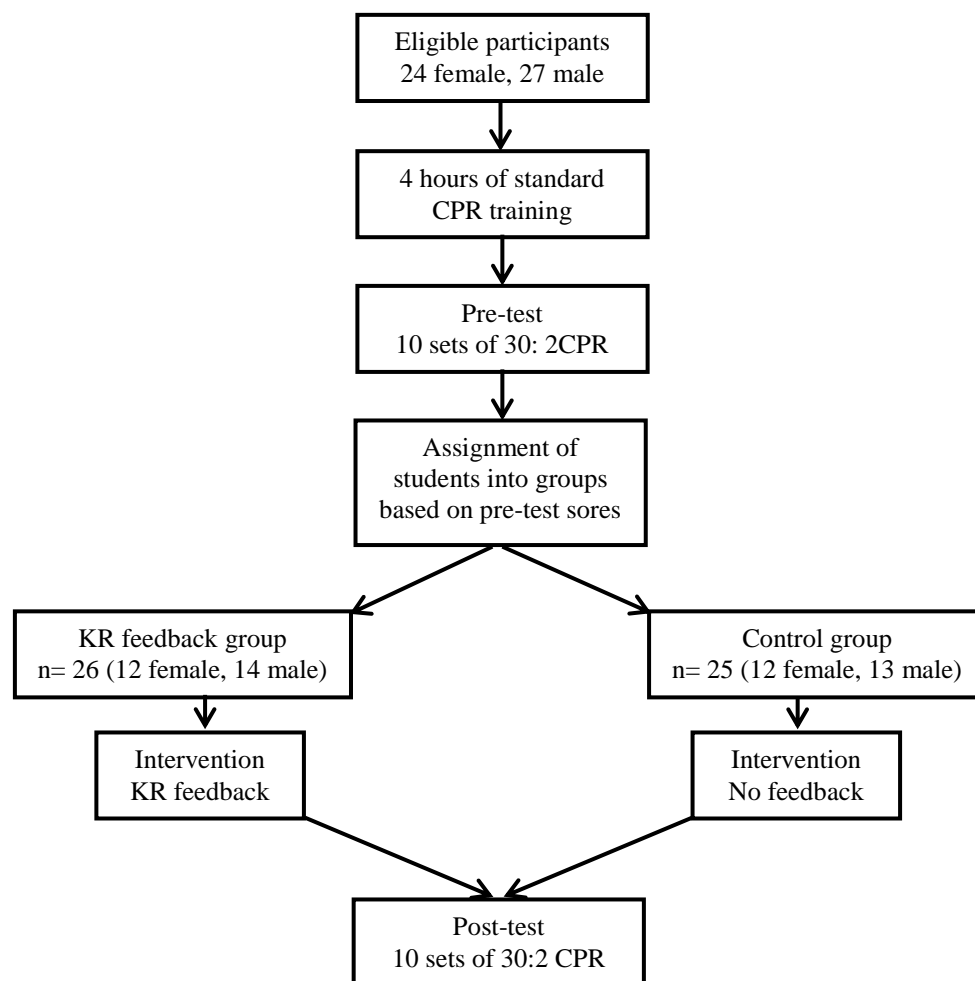 Eligible participants
24 female, 27 male
4 hours of standard
CPR training
Pre-test
10 sets of 30: 2CPR
Assignment of
students into groups
based on pre-test sores
KR feedback group
n= 26 (12 female, 14 male)
Control group
n= 25 (12 female, 13 male)
Intervention
KR feedback
Intervention
No feedback
Post-test
10 sets of 30:2 CPR